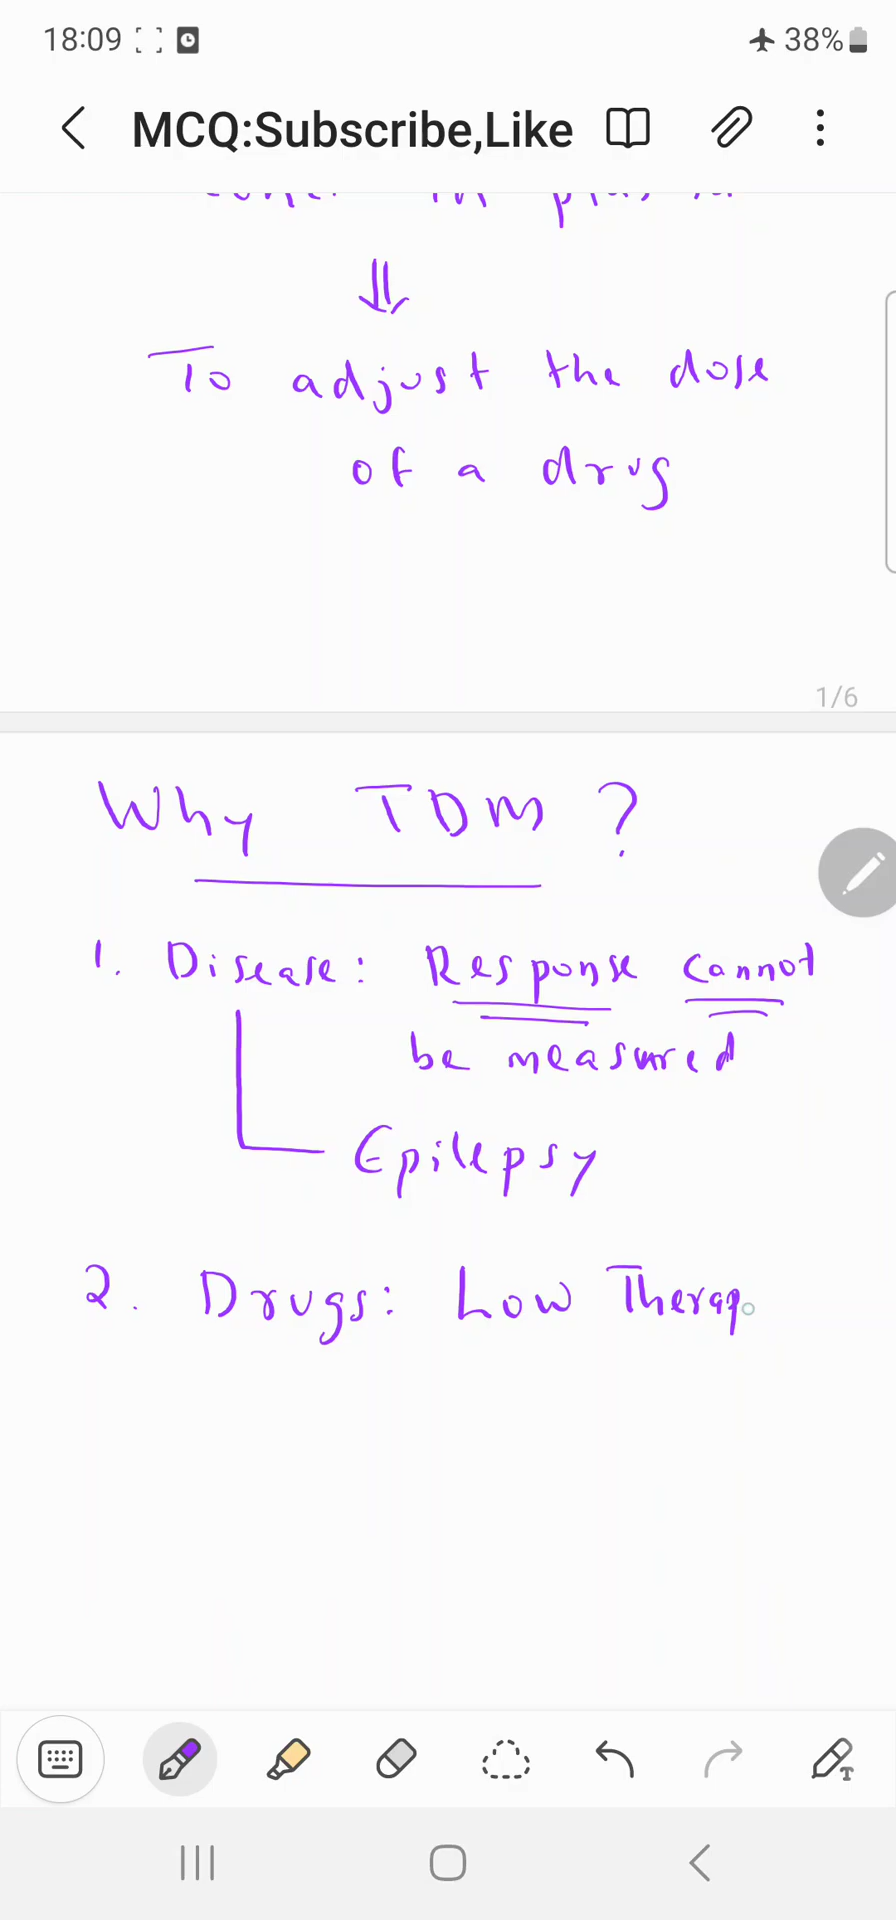 18:09 38%
MCQ:Subscribe,Like
To adjust the dose
of a drug
1/6
Why TDM ?
1. Disease: Response cannot
be measured
Epilepsy
2. Drugs: Low Therap